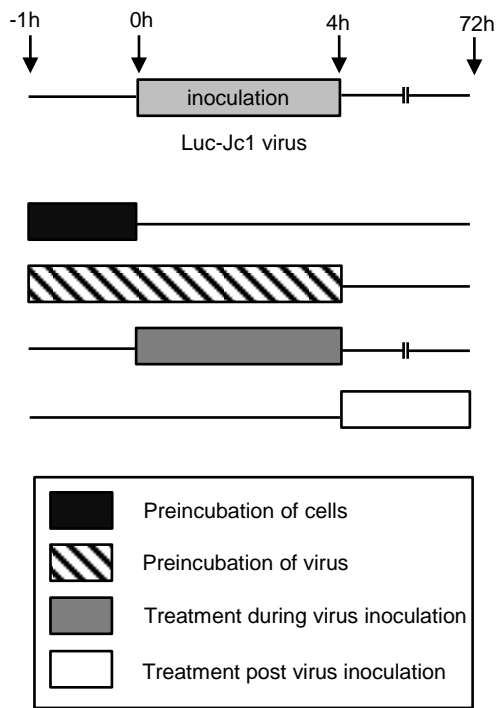 -1h 0h 4h 72h
inoculation
Luc-Jc1 virus
Preincubation of cells
Preincubation of virus
Treatment during virus inoculation
Treatment post virus inoculation